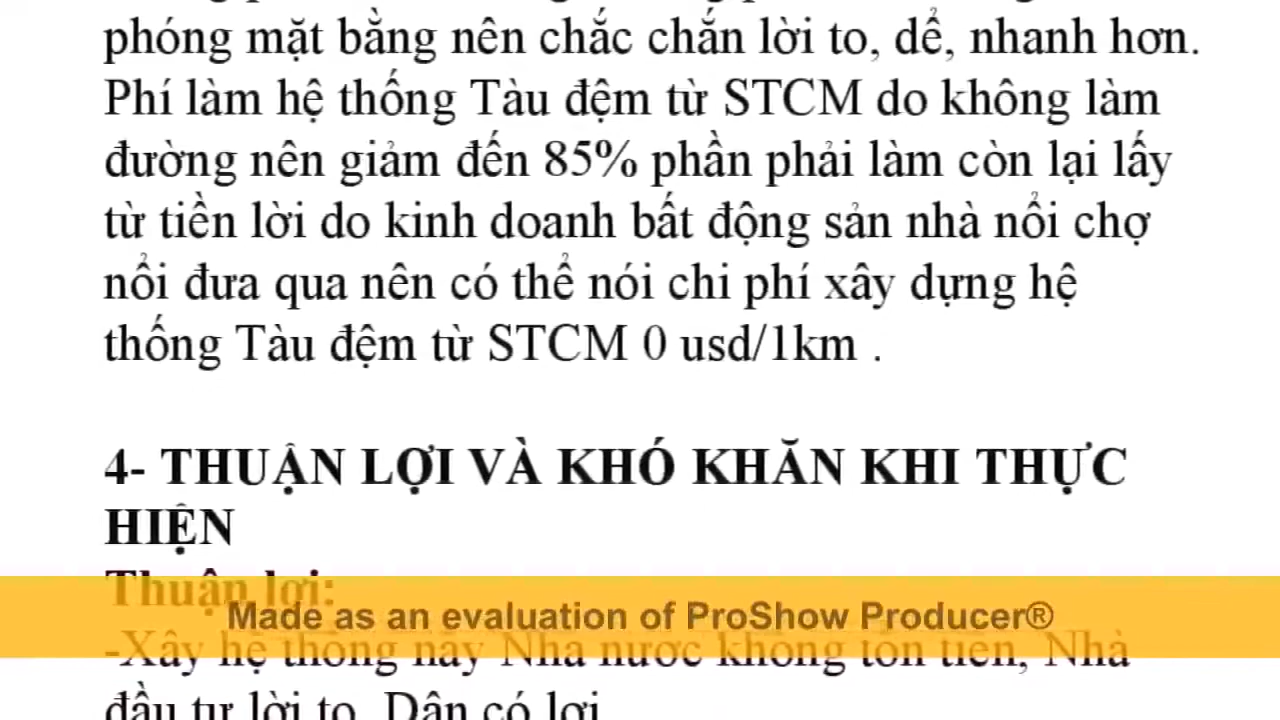 phóng mặt bằng nên chắc chắn lời to, dể, nhanh hơn.
Phí làm hệ thống Tàu đệm từ STCM do không làm
đường nên giảm đến 85% phần phải làm còn lại lấy
từ tiền lời do kinh doanh bất động sản nhà nổi chợ
nổi đưa qua nên có thể nói chi phí xây dựng hệ
thống Tàu đệm từ STCM 0 usd/1km .
4- THUẬN LỢI VÀ KHÓ KHĂN KHI THỰC
HIỆN
Thuận lợi:
Made as an evaluation of ProShow Producer®
-Xây hệ thống này Nhà nước không tốn tiền, Nhà
đầu tư lời to, Dân có lợi